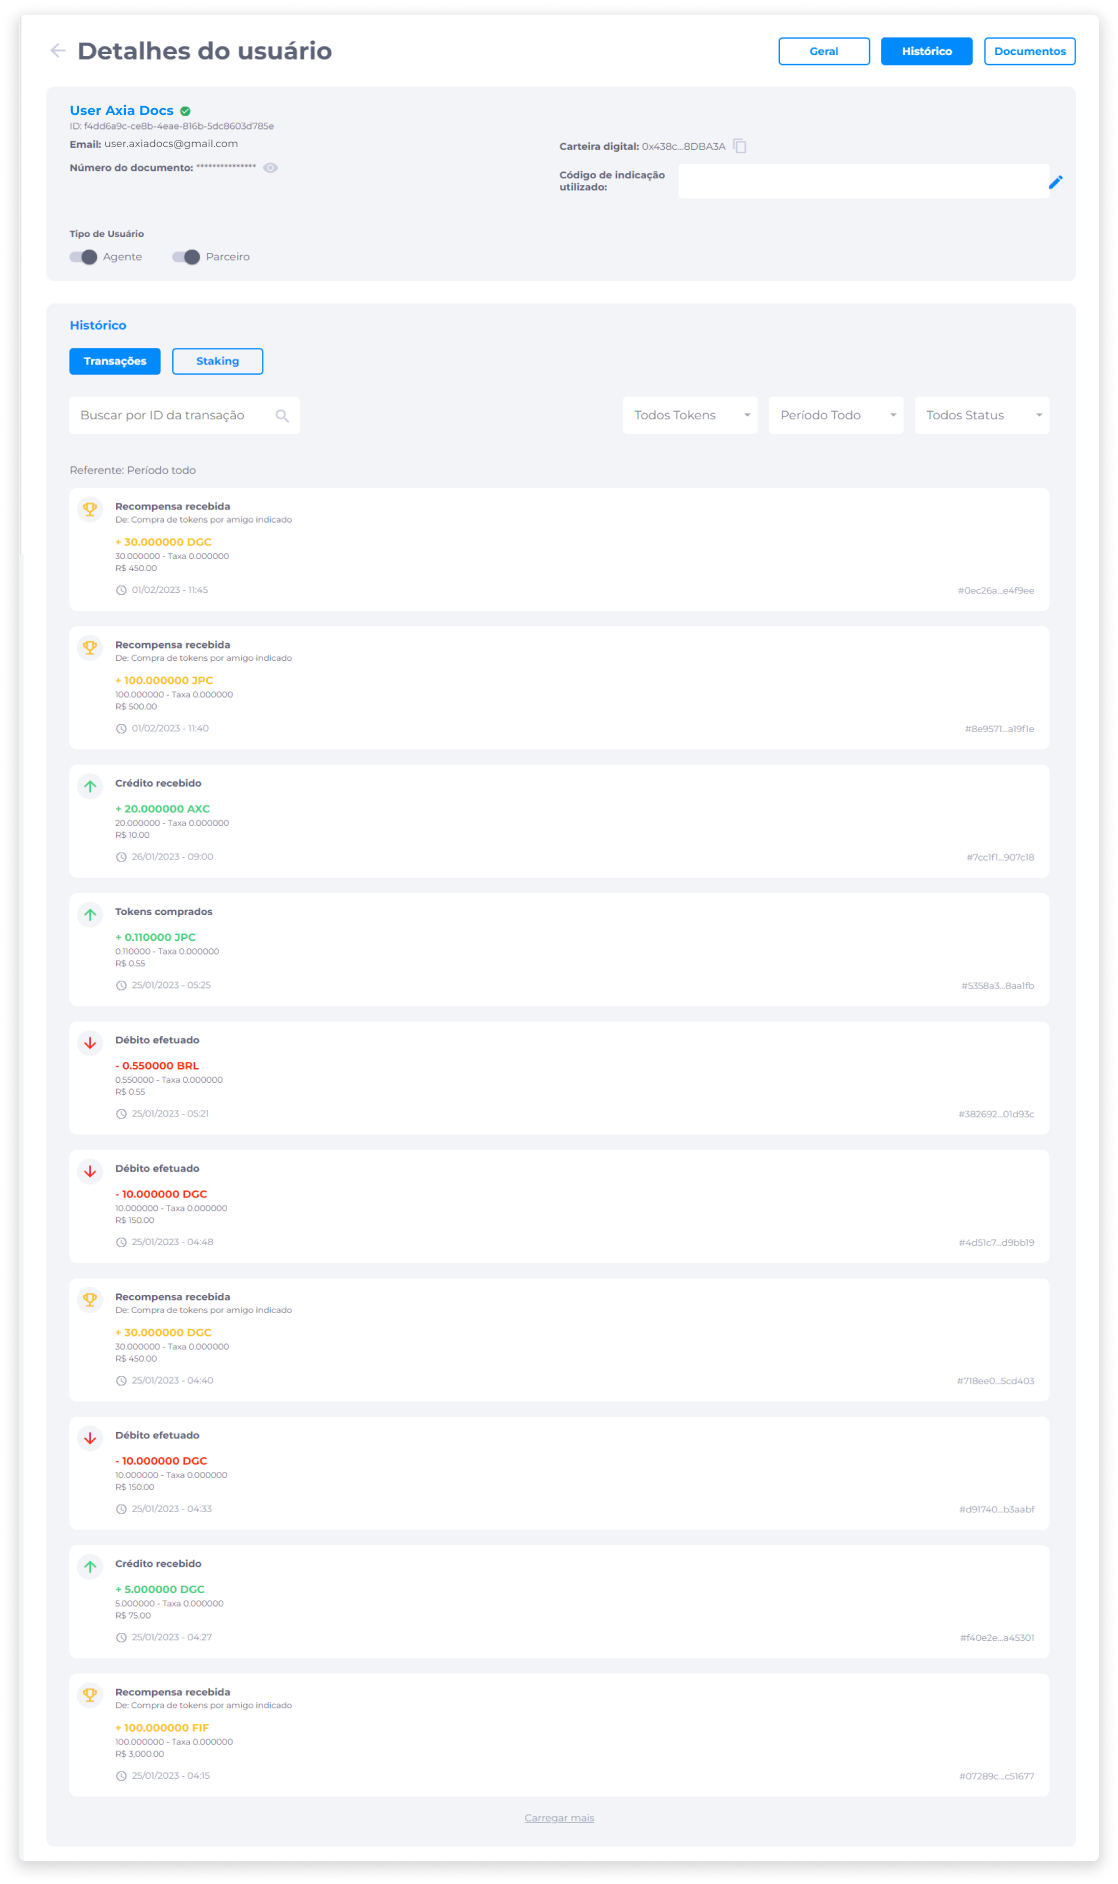 Detalhes do usuário
Geral
Histórico
Documentos
User Axia Docs
ID: f4dd6a9c-ce8b-4eae-816b-5dc8603d785e
Email: user.axiadocs@gmail.com
Carteira digital: 0x438c...8DBA3A
Número do documento: ***************
Código de indicação
utilizado:
Tipo de Usuário
Agente
Parceiro
Histórico
Transações
Staking
Buscar por ID da transação
Todos Tokens
Período Todo
Todos Status
Referente: Período todo
Recompensa recebida
De: Compra de tokens por amigo indicado
+ 30.000000 DGC
30.000000 - Taxa 0.000000
R$ 450.00
01/02/2023 - 11:45
#0ec26a...e4f9ee
Recompensa recebida
De: Compra de tokens por amigo indicado
+ 100.000000 JPC
100.000000 - Taxa 0.000000
R$ 500.00
01/02/2023 - 11:40
#8e9571...a19f1e
Crédito recebido
+ 20.000000 AXC
20.000000 - Taxa 0.000000
R$ 10.00
26/01/2023 - 09:00
#7cc1f1...907c18
Tokens comprados
+ 0.110000 JPC
0.110000 - Taxa 0.000000
R$ 0.55
25/01/2023 - 05:25
#5358a3...8aa1fb
Débito efetuado
- 0.550000 BRL
0.550000 - Taxa 0.000000
R$ 0.55
25/01/2023 - 05:21
#382692...01d93c
Débito efetuado
- 10.000000 DGC
10.000000 - Taxa 0.000000
R$ 150.00
25/01/2023 - 04:48
#4d51c7...d9bb19
Recompensa recebida
De: Compra de tokens por amigo indicado
+ 30.000000 DGC
30.000000 - Taxa 0.000000
R$ 450.00
25/01/2023 - 04:40
#718ee0...5cd403
Débito efetuado
- 10.000000 DGC
10.000000 - Taxa 0.000000
R$ 150.00
25/01/2023 - 04:33
#d91740...b3aabf
Crédito recebido
+ 5.000000 DGC
5.000000 - Taxa 0.000000
R$ 75.00
25/01/2023 - 04:27
#f40e2e...a45301
Recompensa recebida
De: Compra de tokens por amigo indicado
+ 100.000000 FIF
100.000000 - Taxa 0.000000
R$ 3,000.00
25/01/2023 - 04:15
#07289c...c51677
Carregar mais